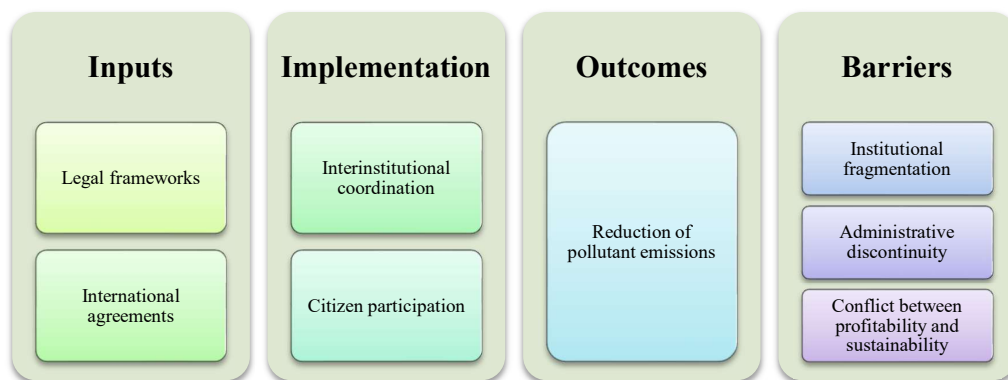 Inputs
Legal frameworks
International
agreements
Implementation
Interinstitutional
coordination
Citizen participation
Outcomes
Reduction of
pollutant emissions
Barriers
Institutional
fragmentation
Administrative
discontinuity
Conflict between
profitability and
sustainability